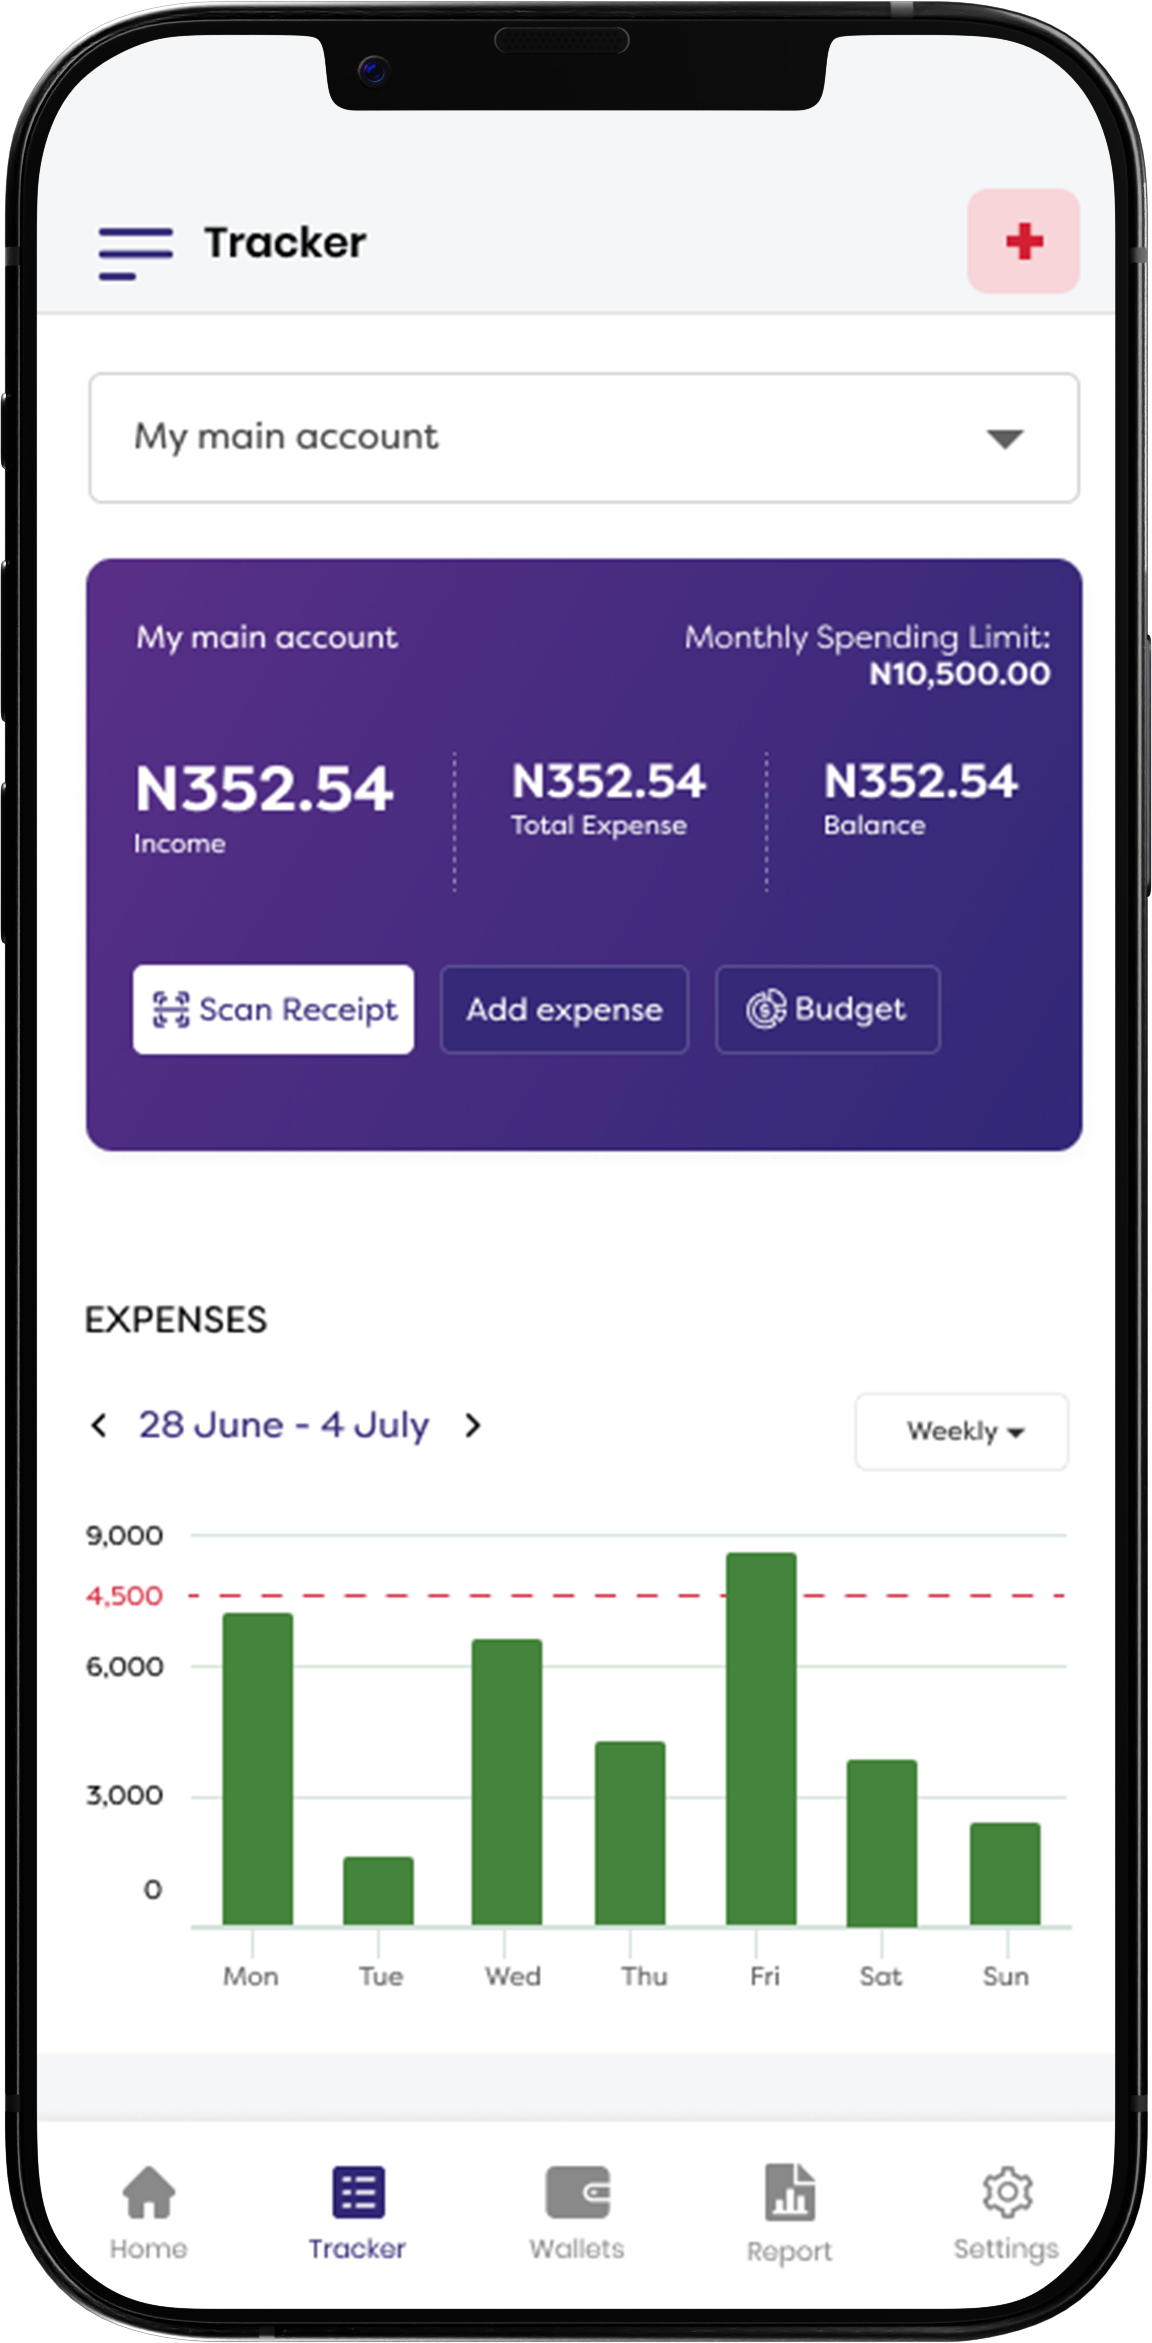 Tracker
My main account
My main account
Monthly Spending Limit:
N10,500.00
N352.54
Income
N352.54
Total Expense
N352.54
Balance
Scan Receipt
Add expense
Budget
EXPENSES
28 June - 4 July
Weekly
9,000
4,500
6,000
3,000
0
Mon Tue Wed Thu Fri Sat Sun
Home Tracker Wallets Report Settings